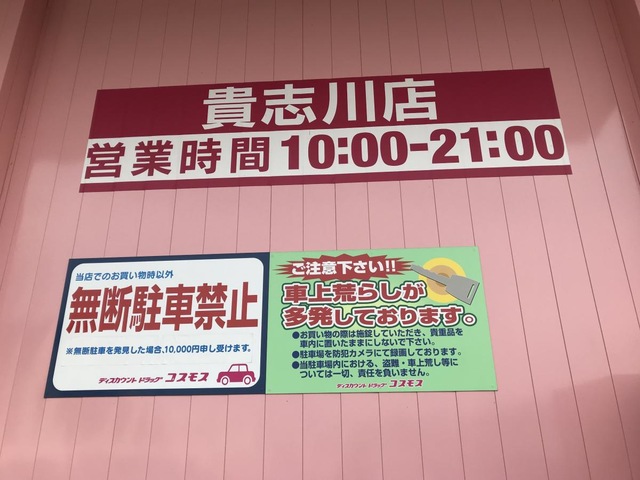 貴志川店
営業時間 10:00-21:00
当店でのお買い物時以外
無断駐車禁止
※無断駐車を発見した場合、10,000円申し受けます。
ディスカウント ドラッグ コスモス
ご注意下さい!!
車上荒らしが
多発しております。
●お買い物の際は施錠していただき、貴重品を
車内に置いたままにしないで下さい。
●駐車場を防犯カメラにて録画しております。
●当駐車場内における、盗難・車上荒し等に
ついては一切、責任を負いません。
ディスカウント ドラッグ コスモス